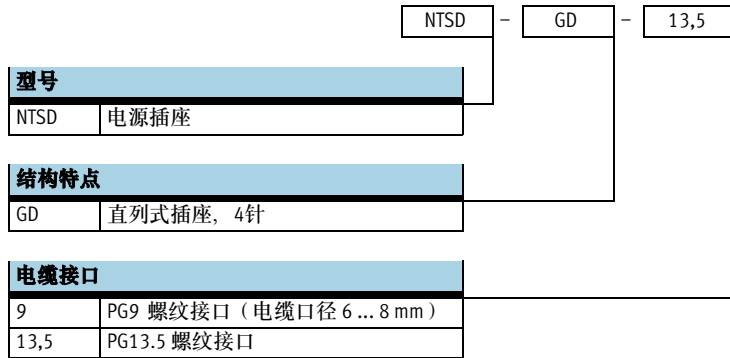 NTSD – GD – 13,5
型号
NTSD 电源插座
结构特点
GD 直列式插座, 4针
电缆接口
9 PG9 螺纹接口（电缆口径 6 ... 8 mm）
13,5 PG13.5 螺纹接口